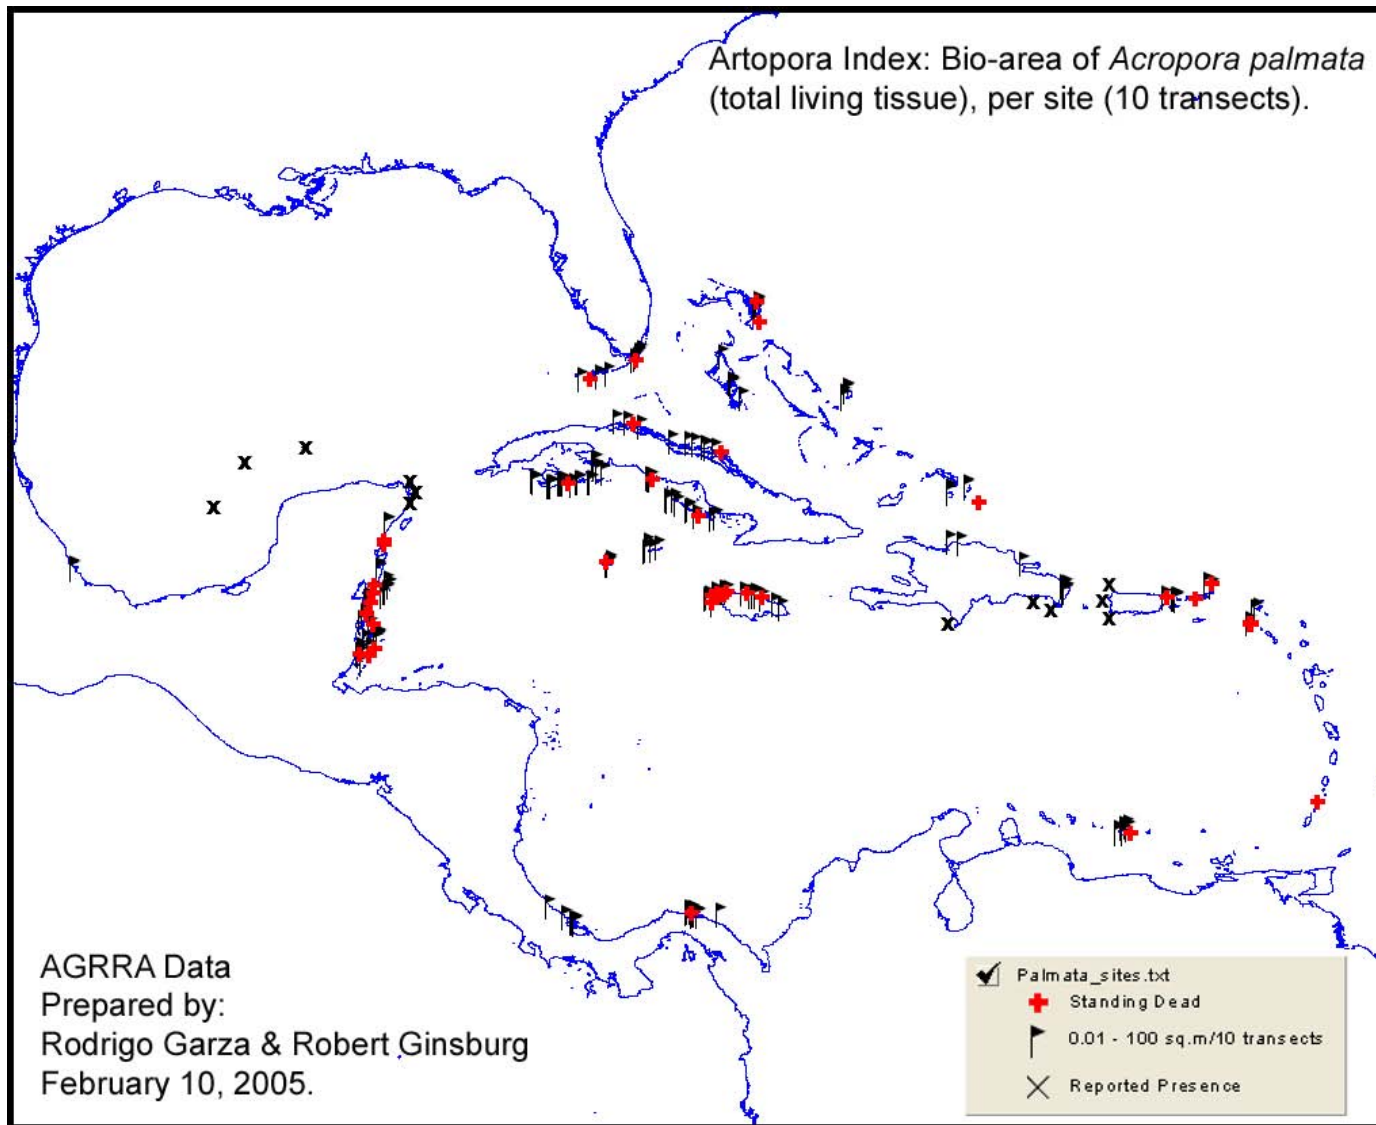 Artopora Index: Bio-area of Acropora palmata
(total living tissue), per site (10 transects).
AGRRA Data
Prepared by:
Rodrigo Garza & Robert Ginsburg
February 10, 2005.
Palmata_sites.txt
Standing Dead
0.01 - 100 sq.m/10 transects
Reported Presence